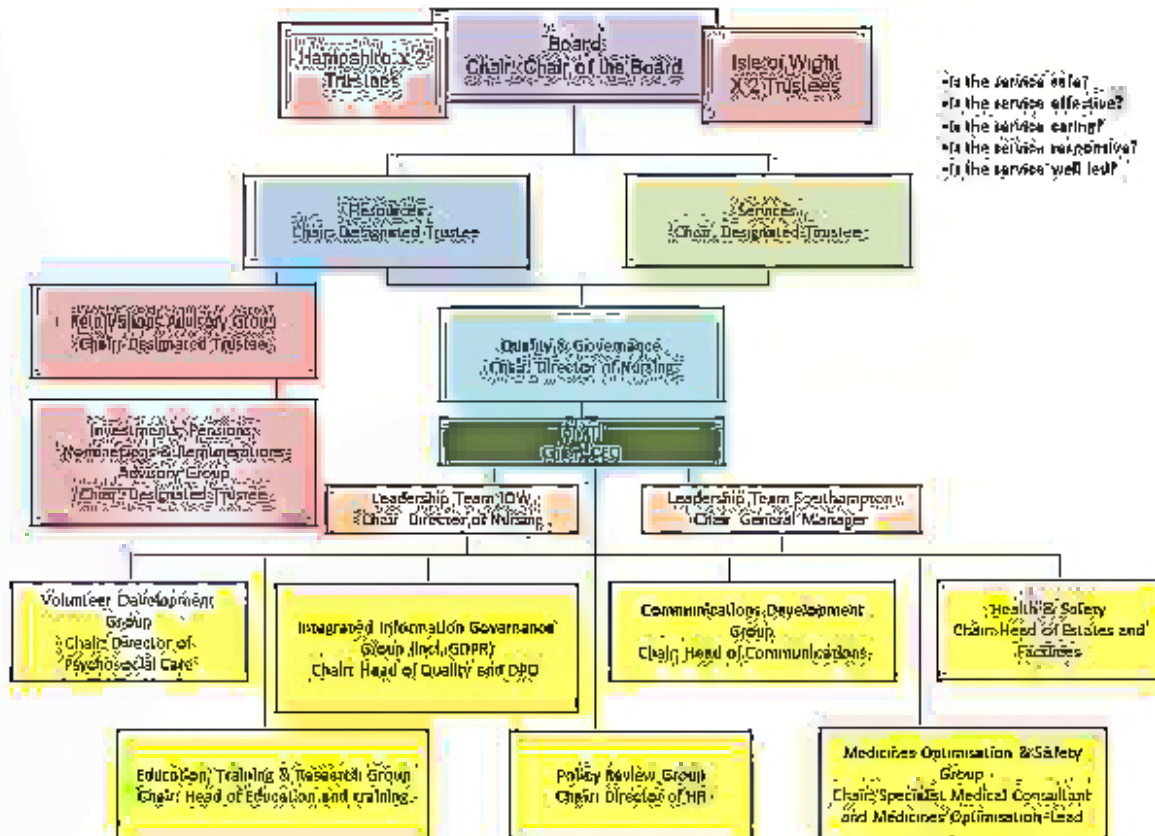 Hampshire x 2
Trustees
Board
Chair: Chair of the Board
Isle of Wight
X 2 Trustees
•Is the service safe?
•Is the service effective?
•Is the service caring?
•Is the service responsive?
•Is the service well led?
Resources
Chair: Designated Trustee
Services
Chair: Designated Trustee
Advisory Group
Chair: Designated Trustee
Quality & Governance
Chair: Director of Nursing
Investments, Pensions,
Nominations & Remunerations
Advisory Group
Chair: Designated Trustee
Chair: CEO
Leadership Team IOW
Chair: Director of Nursing
Leadership Team Southampton
Chair: General Manager
Volunteer Development
Group
Chair: Director of
Psychosocial Care
Integrated Information Governance
Group (incl. GDPR)
Chair: Head of Quality and DPO
Communications Development
Group
Chair: Head of Communications
Health & Safety
Chair: Head of Estates and
Facilities
Education, Training & Research Group
Chair: Head of Education and training
Policy Review Group
Chair: Director of HR
Medicines Optimisation & Safety
Group
Chair: Specialist Medical Consultant
and Medicines Optimisation Lead